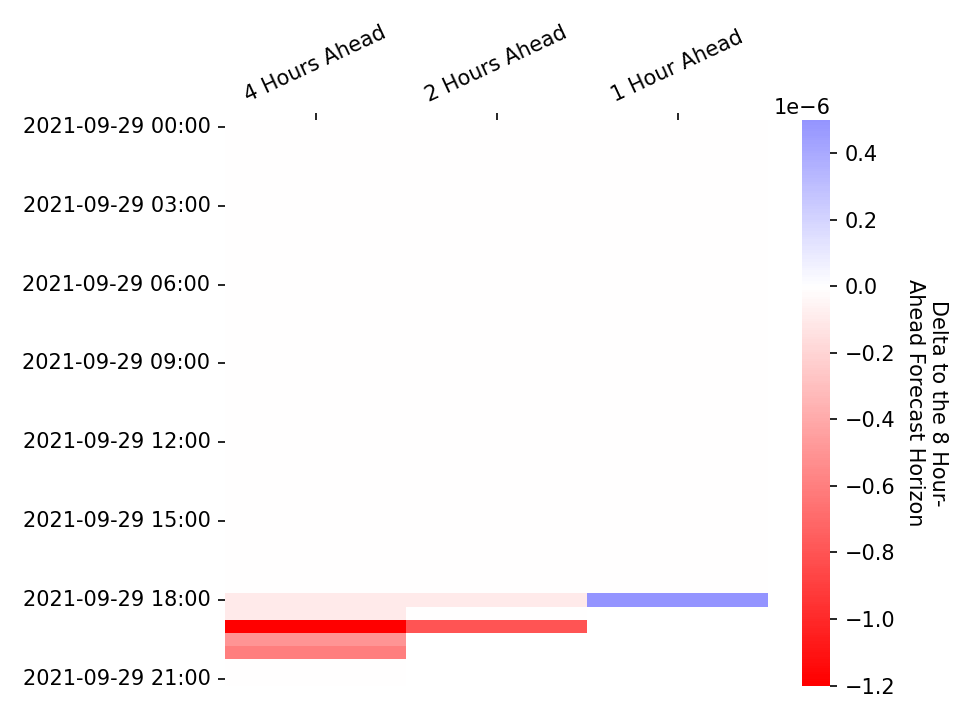 4 Hours Ahead
2 Hours Ahead
1 Hour Ahead
1e−6
2021-09-29 00:00
2021-09-29 03:00
2021-09-29 06:00
2021-09-29 09:00
2021-09-29 12:00
2021-09-29 15:00
2021-09-29 18:00
2021-09-29 21:00
0.4
0.2
0.0
−0.2
−0.4
−0.6
−0.8
−1.0
−1.2
Delta to the 8 Hour-
Ahead Forecast Horizon